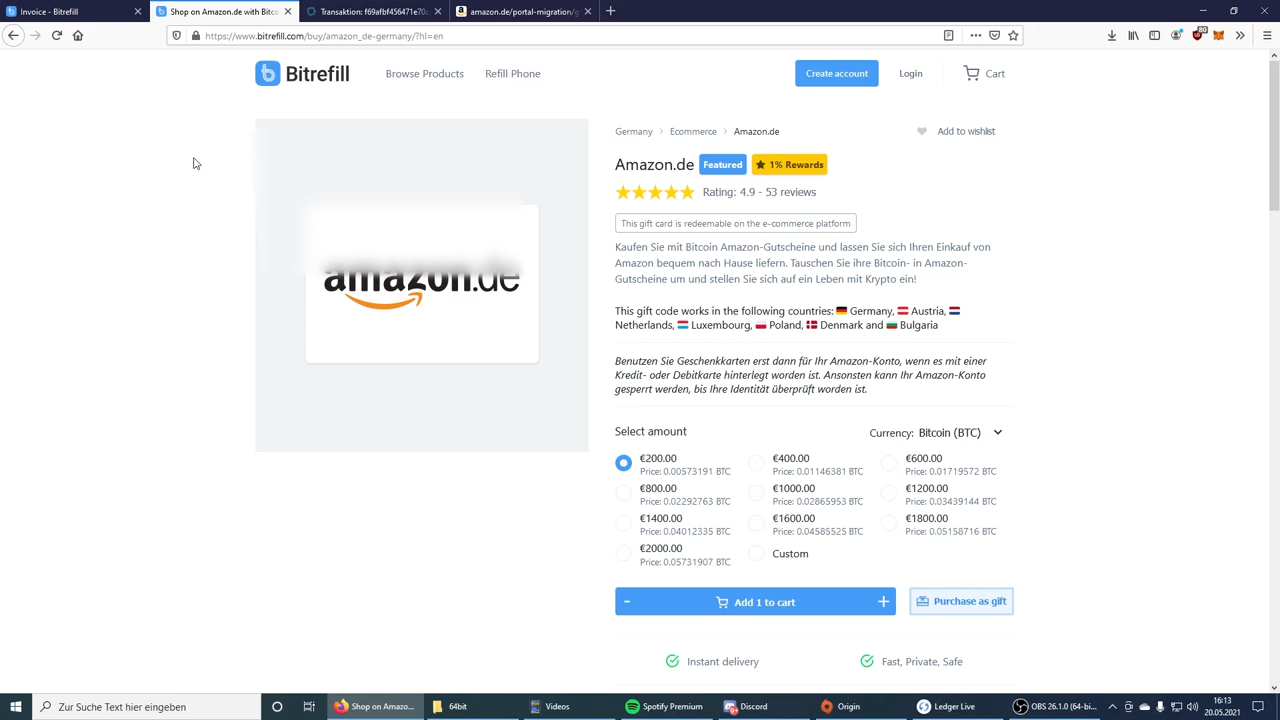 Invoice - Bitrefill
Shop on Amazon.de with Bitco
Transaktion: f69afbf456471e70c
amazon.de/portal-migration/g
https://www.bitrefill.com/buy/amazon_de-germany/?hl=en
80
Bitrefill
Browse Products
Refill Phone
Create account
Login
Cart
Germany > Ecommerce > Amazon.de
Add to wishlist
Amazon.de
Featured
1% Rewards
Rating: 4.9 - 53 reviews
This gift card is redeemable on the e-commerce platform
Kaufen Sie mit Bitcoin Amazon-Gutscheine und lassen Sie sich Ihren Einkauf von
Amazon bequem nach Hause liefern. Tauschen Sie ihre Bitcoin- in Amazon-
Gutscheine um und stellen Sie sich auf ein Leben mit Krypto ein!
amazon.de
This gift code works in the following countries: Germany, Austria,
Netherlands, Luxembourg, Poland, Denmark and Bulgaria
Benutzen Sie Geschenkkarten erst dann für Ihr Amazon-Konto, wenn es mit einer
Kredit- oder Debitkarte hinterlegt worden ist. Ansonsten kann Ihr Amazon-Konto
gesperrt werden, bis Ihre Identität überprüft worden ist.
Select amount
Currency: Bitcoin (BTC)
€200.00
Price: 0.00573191 BTC
€400.00
Price: 0.01146381 BTC
€600.00
Price: 0.01719572 BTC
€800.00
Price: 0.02292763 BTC
€1000.00
Price: 0.02865953 BTC
€1200.00
Price: 0.03439144 BTC
€1400.00
Price: 0.04012335 BTC
€1600.00
Price: 0.04585525 BTC
€1800.00
Price: 0.05158716 BTC
€2000.00
Price: 0.05731907 BTC
Custom
- Add 1 to cart +
Purchase as gift
Instant delivery
Fast, Private, Safe
Zur Suche Text hier eingeben
Shop on Amazo...
64bit
Videos
Spotify Premium
Discord
Origin
Ledger Live
OBS 26.1.0 (64-bit...
16:13
20.05.2021